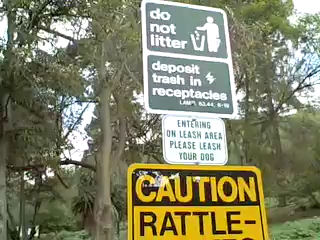 do
not
litter
deposit
trash in
receptacles
ENTERING
ON LEASH AREA
PLEASE LEASH
YOUR DOG
CAUTION
RATTLE-